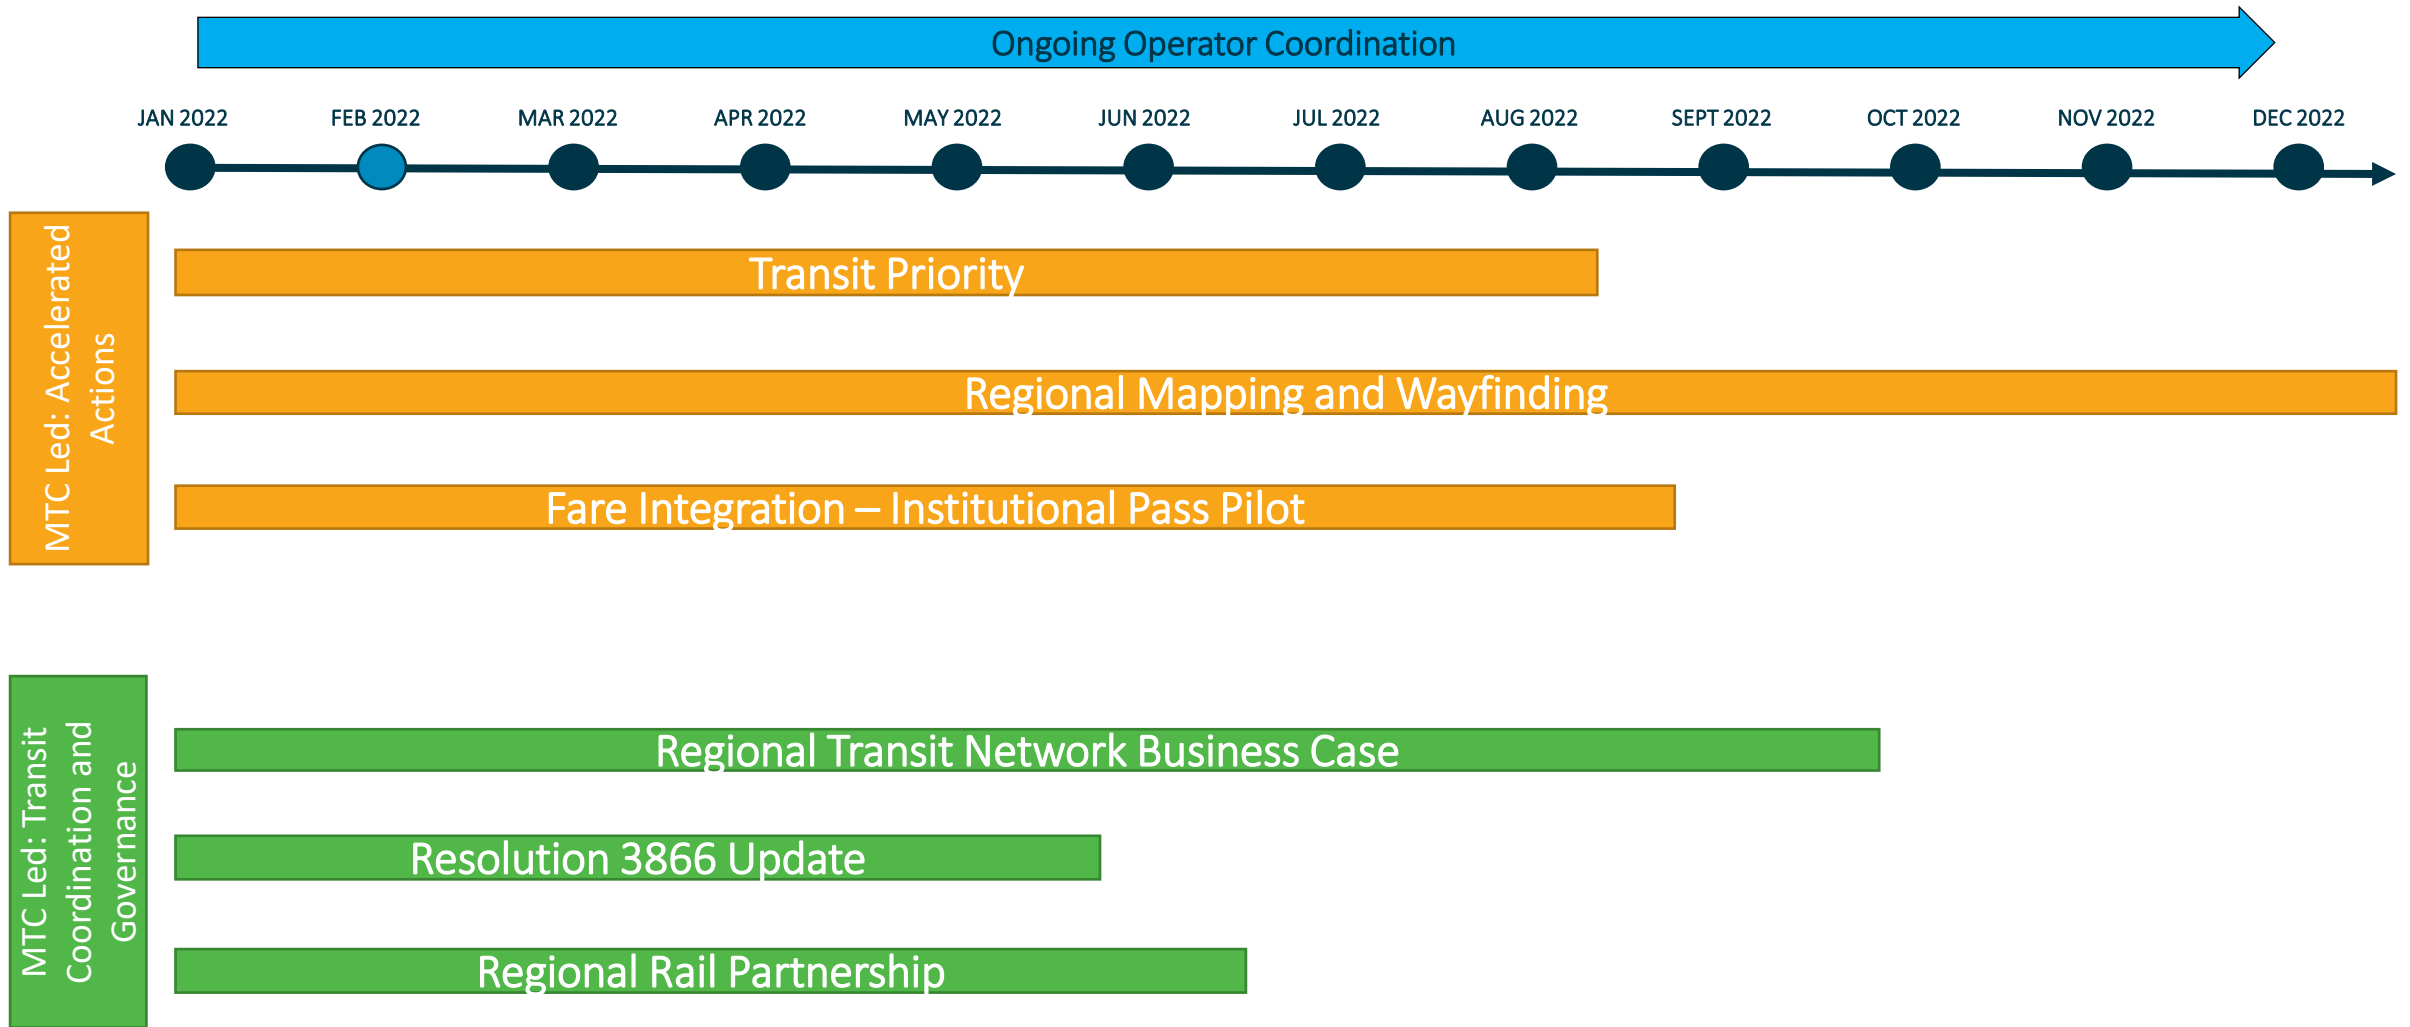 Ongoing Operator Coordination
JAN 2022
FEB 2022
MAR 2022
APR 2022
MAY 2022
JUN 2022
JUL 2022
AUG 2022
SEPT 2022
OCT 2022
NOV 2022
DEC 2022
MTC Led: Accelerated
Actions
Transit Priority
Regional Mapping and Wayfinding
Fare Integration – Institutional Pass Pilot
MTC Led: Transit
Coordination and
Governance
Regional Transit Network Business Case
Resolution 3866 Update
Regional Rail Partnership